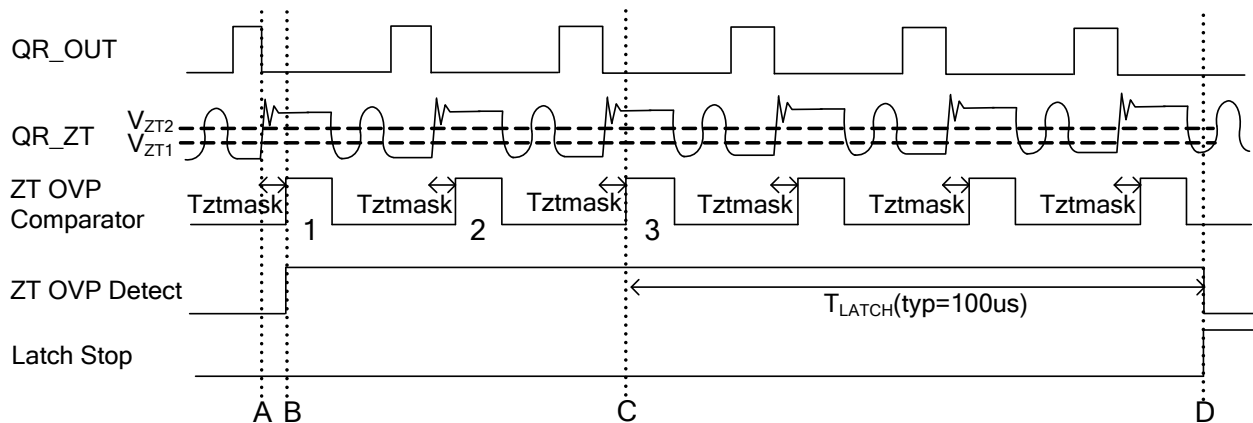 QR_OUT
QR_ZT
VZT2
VZT1
ZT OVP
Comparator
Tztmask Tztmask Tztmask Tztmask Tztmask Tztmask
1 2 3
ZT OVP Detect
TLATCH(typ=100us)
Latch Stop
A B C D